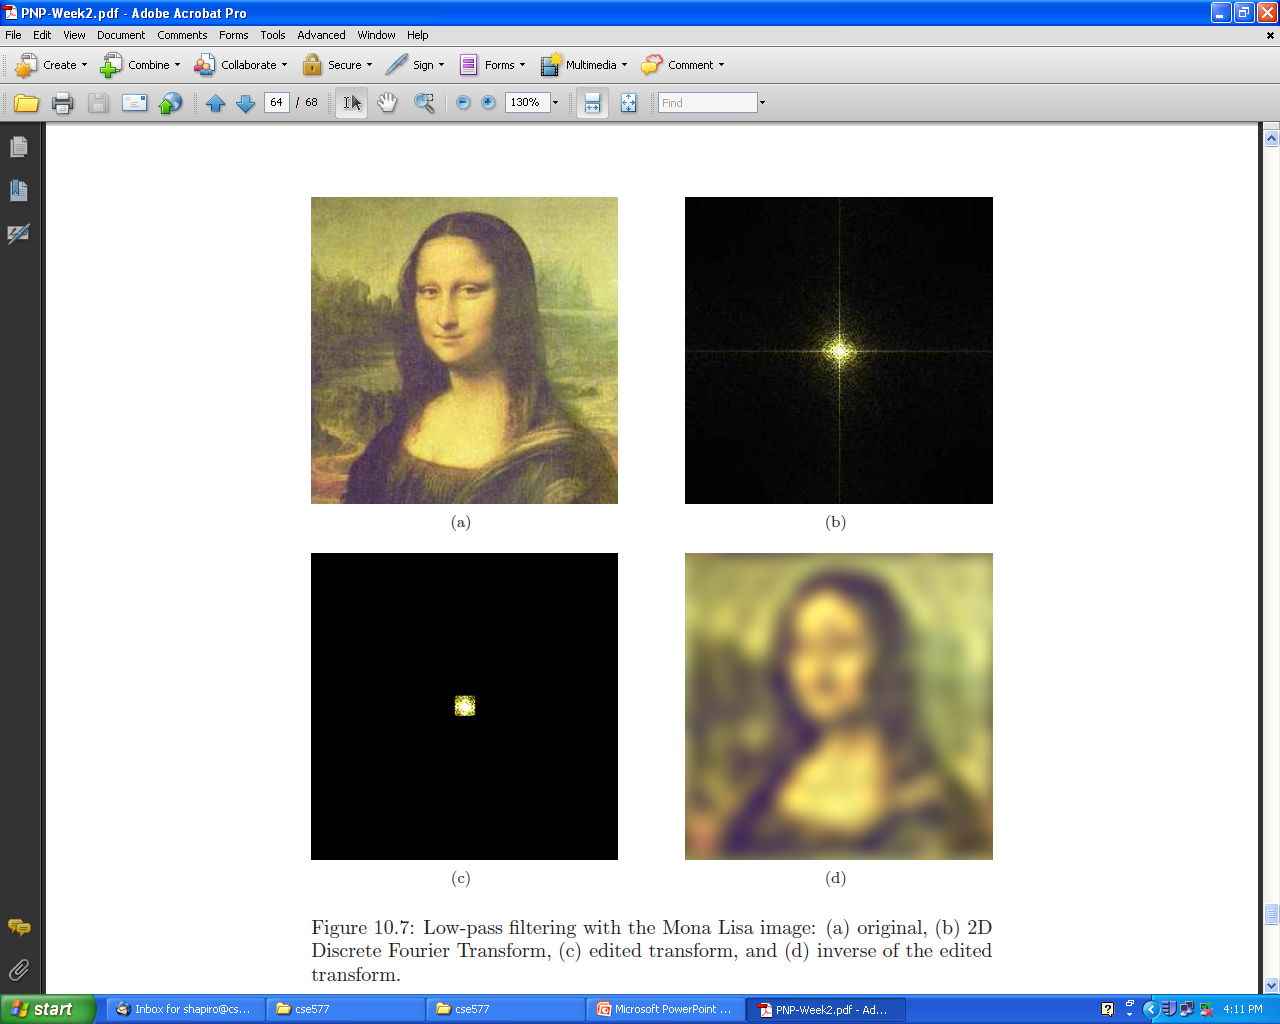 PNP-Week2.pdf - Adobe Acrobat Pro
File Edit View Document Comments Forms Tools Advanced Window Help
Create Combine Collaborate Secure Sign Forms Multimedia Comment
64 / 68 130% Find
(a) (b)
(c) (d)
Figure 10.7: Low-pass filtering with the Mona Lisa image: (a) original, (b) 2D
Discrete Fourier Transform, (c) edited transform, and (d) inverse of the edited
transform.
start Inbox for shapiro@cs... cse577 cse577 Microsoft PowerPoint ... PNP-Week2.pdf - Ad... 4:11 PM